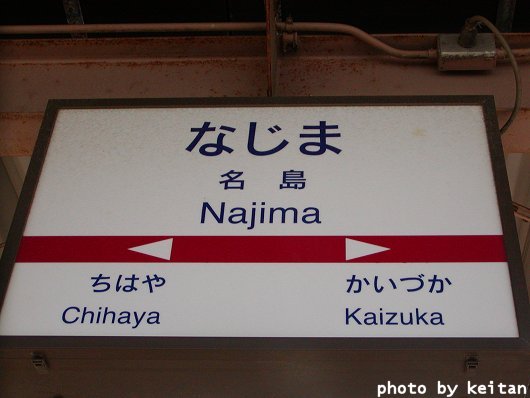 なじま
名島
Najima
ちはや かいづか
Chihaya Kaizuka
photo by keitan